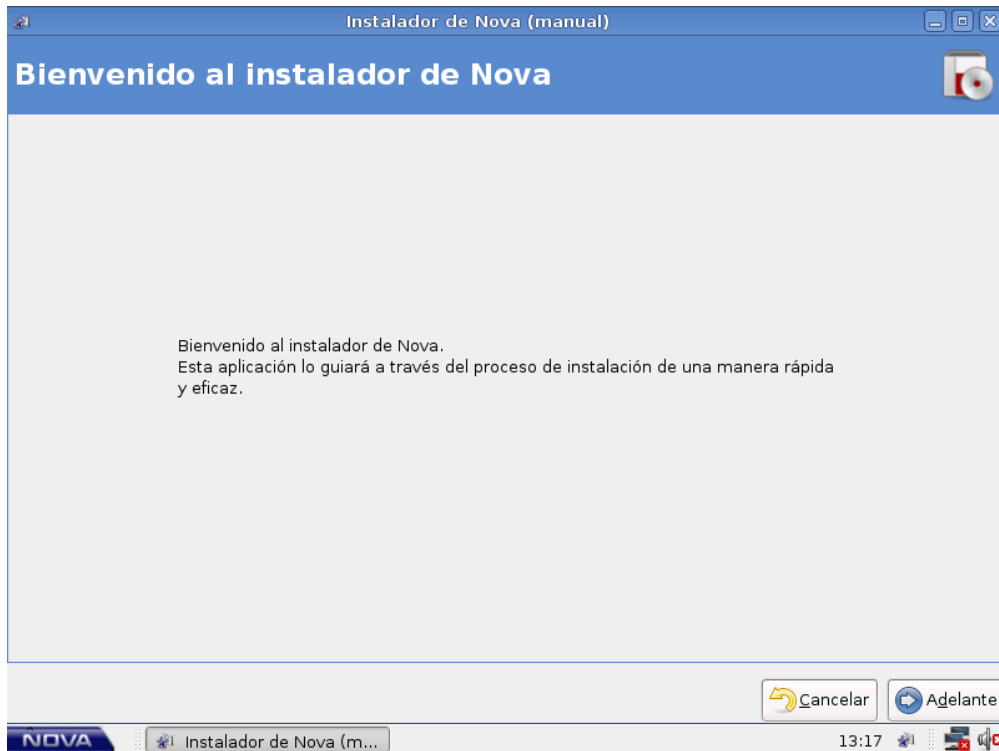 Instalador de Nova (manual)
Bienvenido al instalador de Nova
Bienvenido al instalador de Nova.
Esta aplicación lo guiará a través del proceso de instalación de una manera rápida
y eficaz.
Cancelar
Adelante
NOVA
Instalador de Nova (m...
13:17